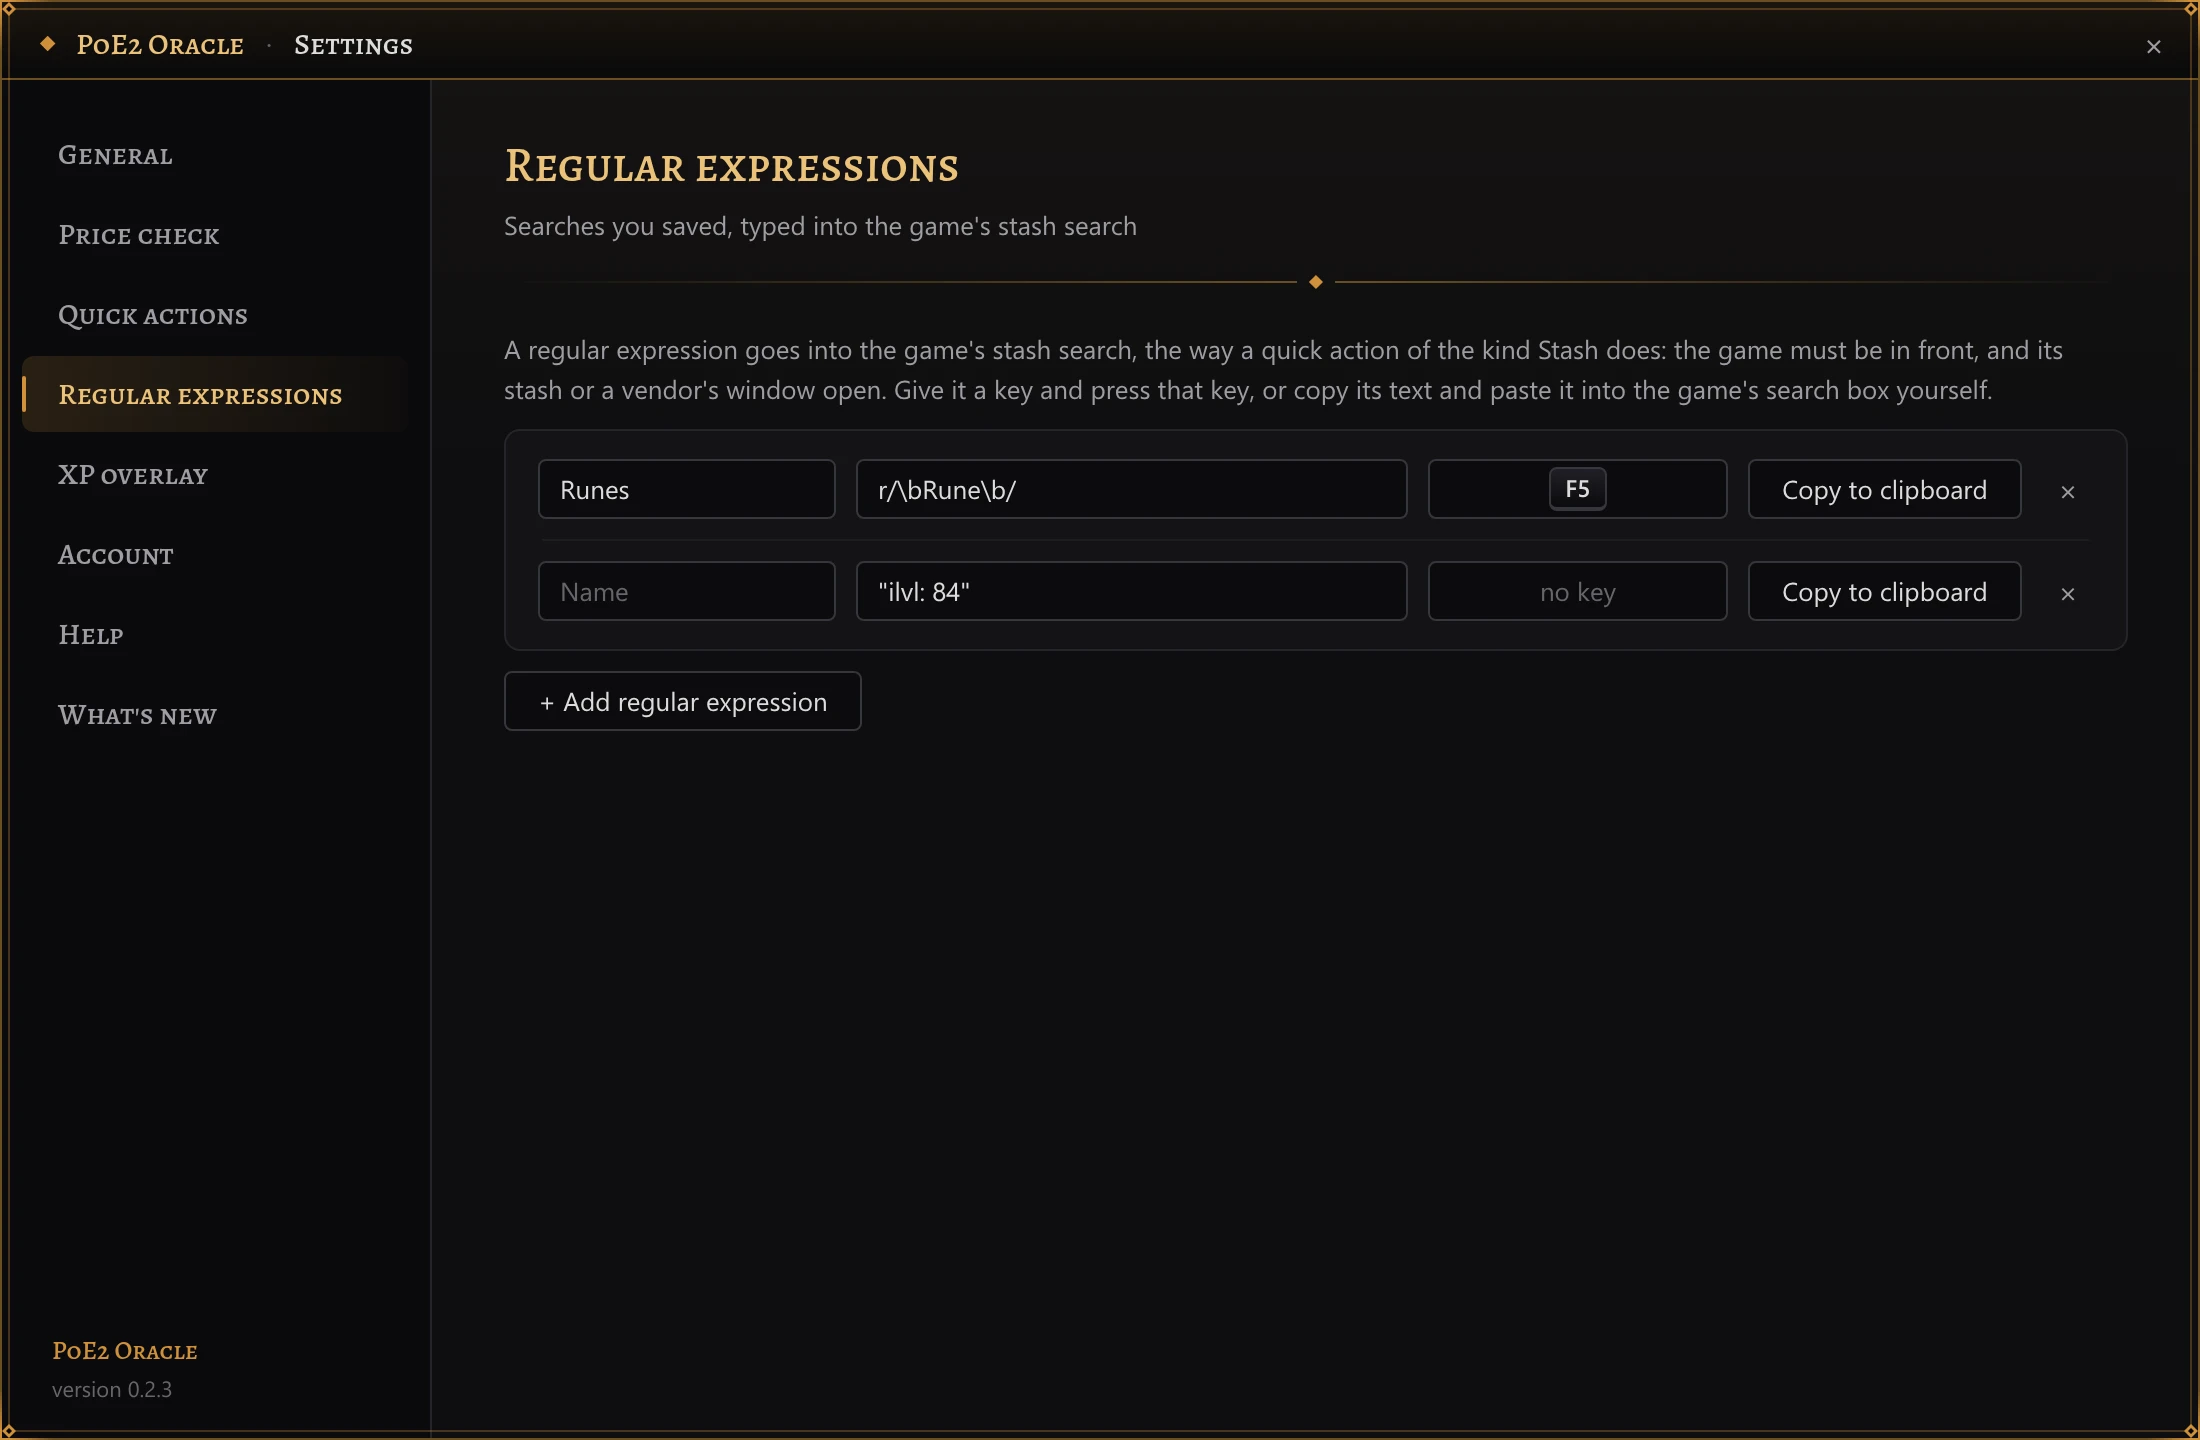 PoE2 Oracle · Settings ×
General
Price check
Quick actions
Regular expressions
XP overlay
Account
Help
What's new
PoE2 Oracle
version 0.2.3
Regular expressions
Searches you saved, typed into the game's stash search
A regular expression goes into the game's stash search, the way a quick action of the kind Stash does: the game must be in front, and its
stash or a vendor's window open. Give it a key and press that key, or copy its text and paste it into the game's search box yourself.
Runes r/\bRune\b/ F5 Copy to clipboard ×
Name "ilvl: 84" no key Copy to clipboard ×
+ Add regular expression